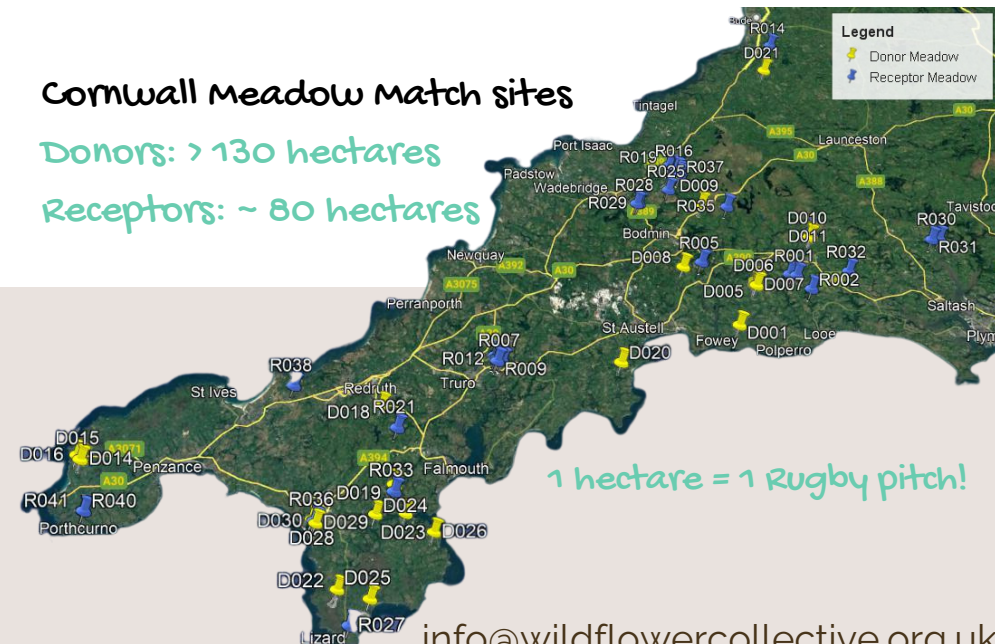 Cornwall Meadow Match sites
Donors: > 130 hectares
Receptors: ~ 80 hectares
Legend
Donor Meadow
Receptor Meadow
Bude
R014
D021
Tintagel
A30
A395
Launceston
Port Isaac
A30
R019
R016
R025
R037
Padstow
Wadebridge
R028
D009
A388
R029
A389
R035
Tavistoc
D010
R030
Bodmin
D011
R031
R005
Newquay
D008
D006
R001
R032
A392
A30
A3075
D005
D007
R002
Perranporth
Saltash
St Austell
D001
Looe
Plym
Fowey
Polperro
R007
R012
R009
D020
R038
Truro
St Ives
Redruth
D018
R021
D015
D016
D014
A3071
Penzance
A394
R033
Falmouth
A30
1 hectare = 1 Rugby pitch!
R041
R040
R036
D019
D024
Porthcurno
D030
D029
D023
D026
D028
D022
D025
R027
Lizard
info@wildflowercollective.org.uk